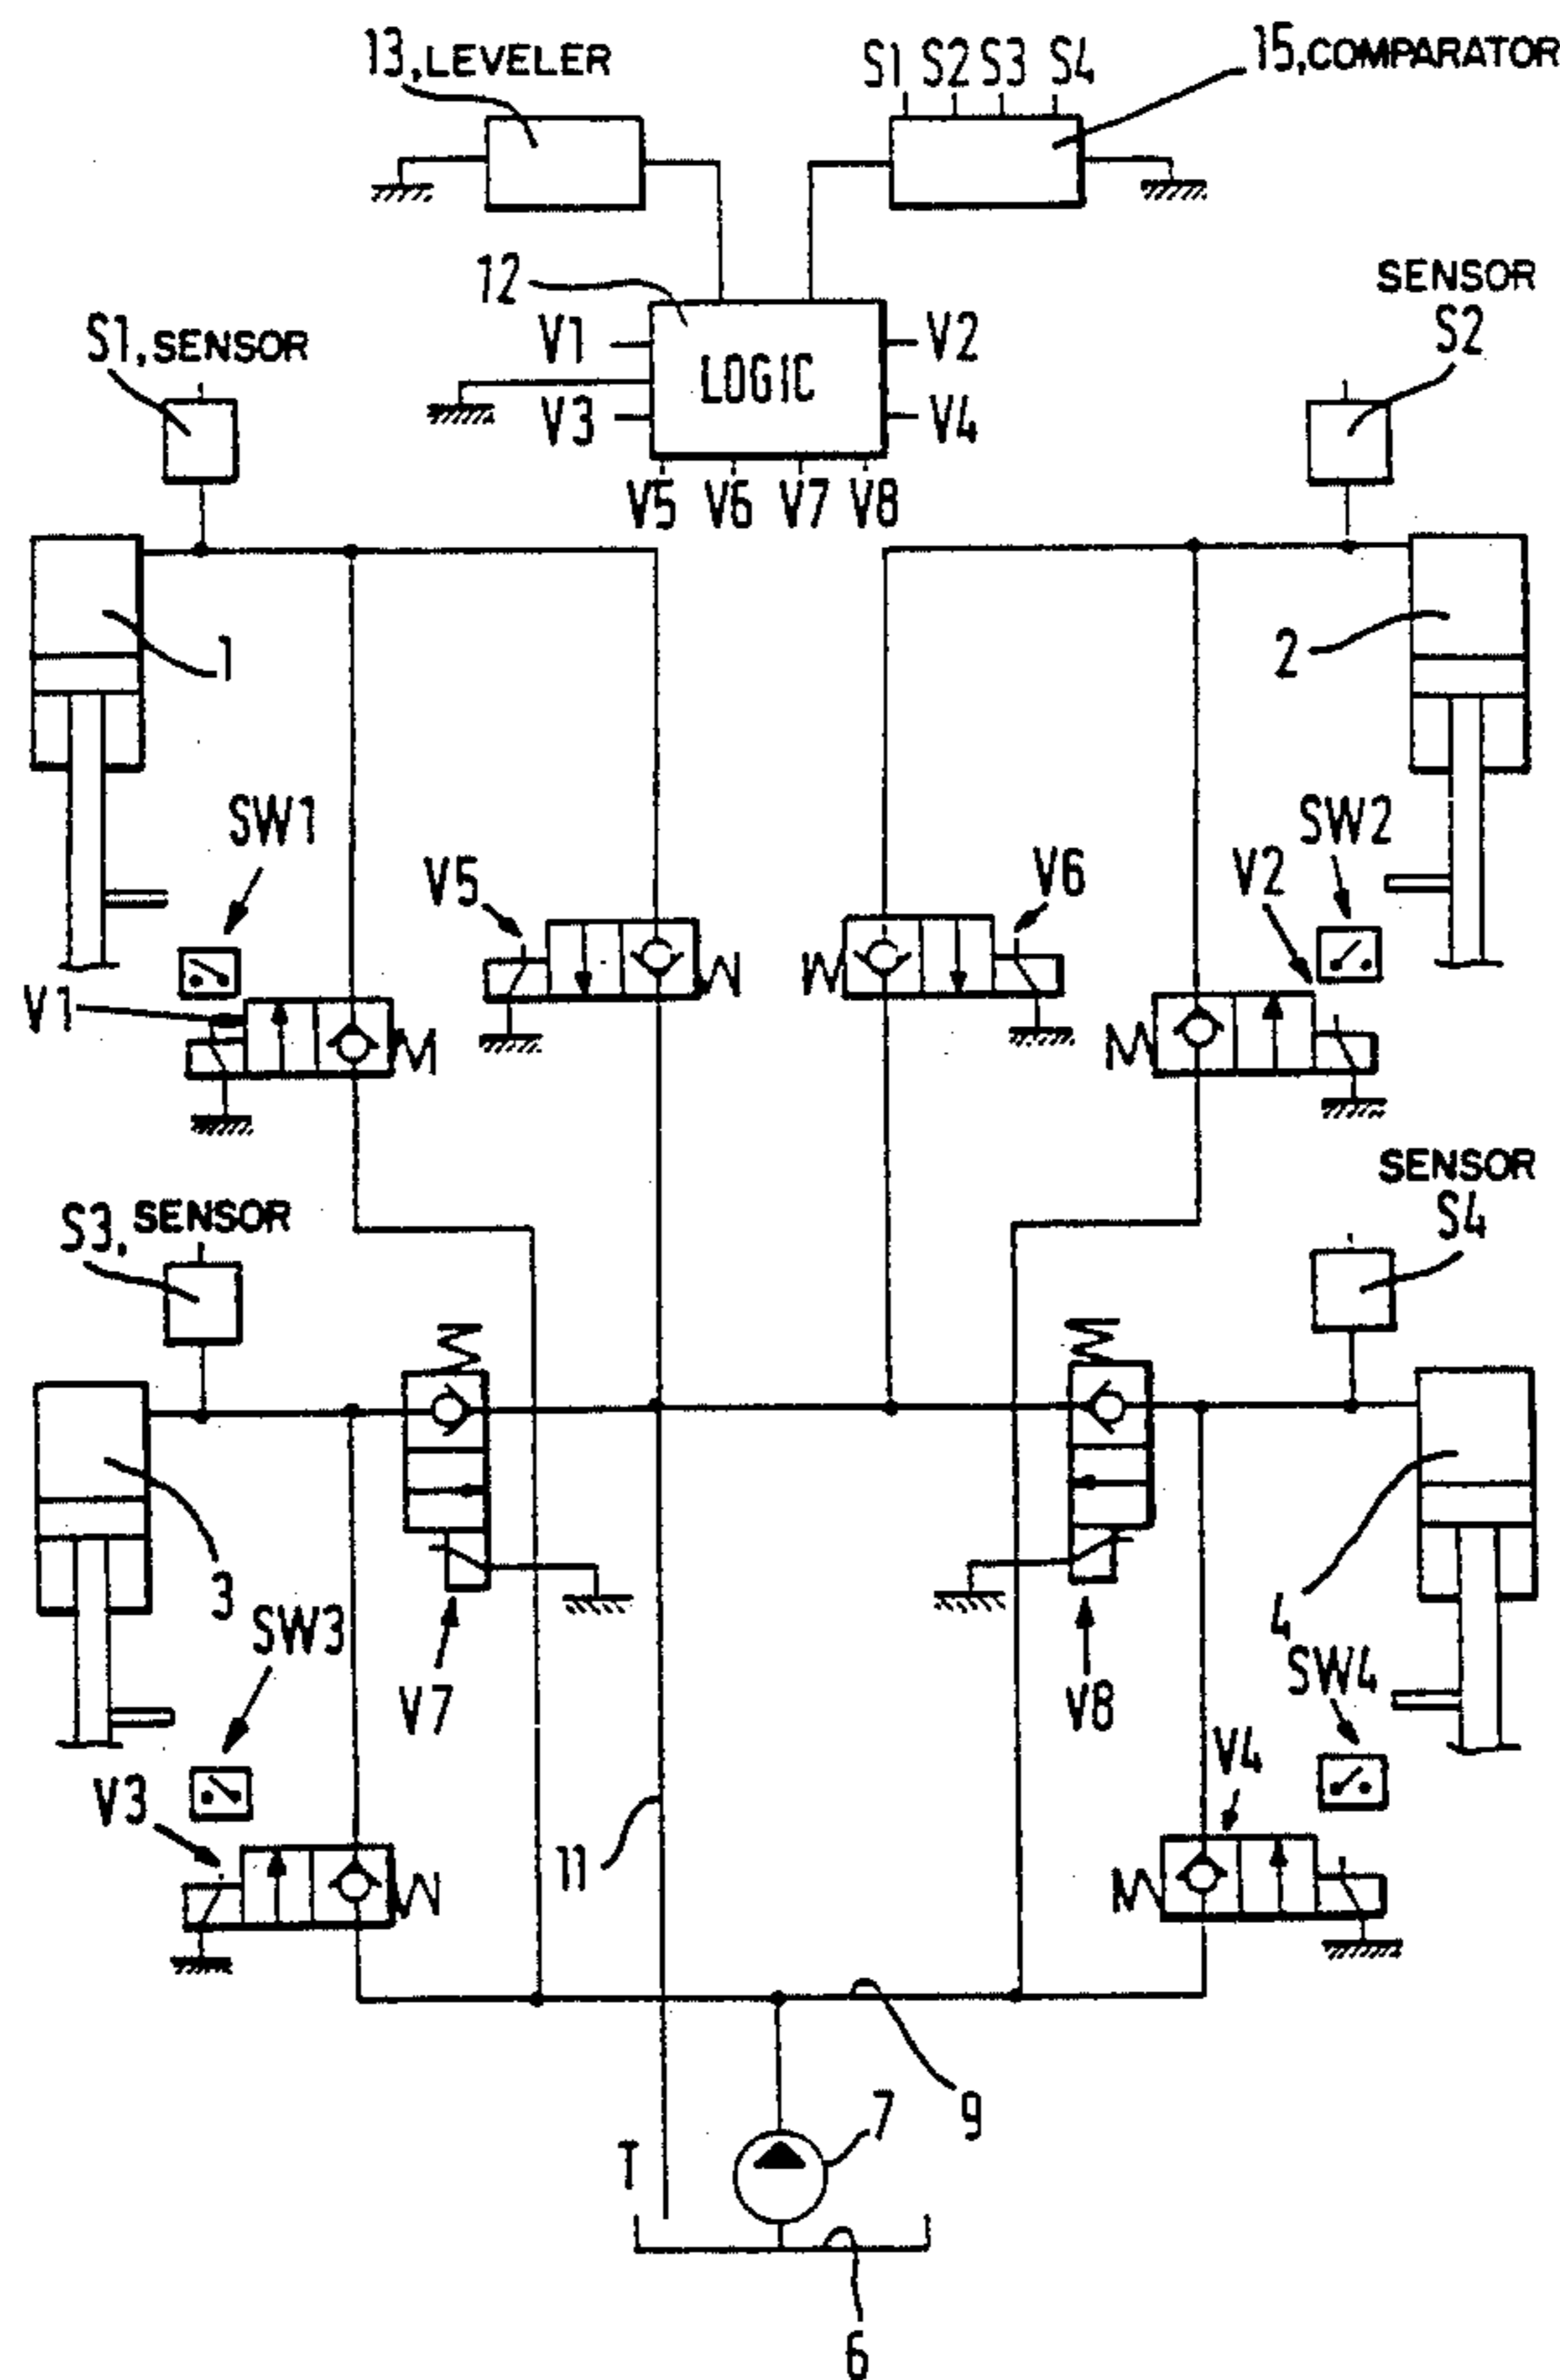 13, LEVELER
S1 S2 S3 S4
15, COMPARATOR
12
LOGIC
V1
V2
V3
V4
V5 V6 V7 V8
S1, SENSOR
SENSOR
S2
1
2
SW1
SW2
V5
V6
V2
V1
S3, SENSOR
SENSOR
S4
3
4
SW3
SW4
V7
V8
V3
V4
11
9
7
T
6